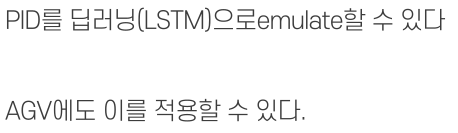 PID를 딥러닝(LSTM)으로emulate할 수 있다
AGV에도 이를 적용할 수 있다.